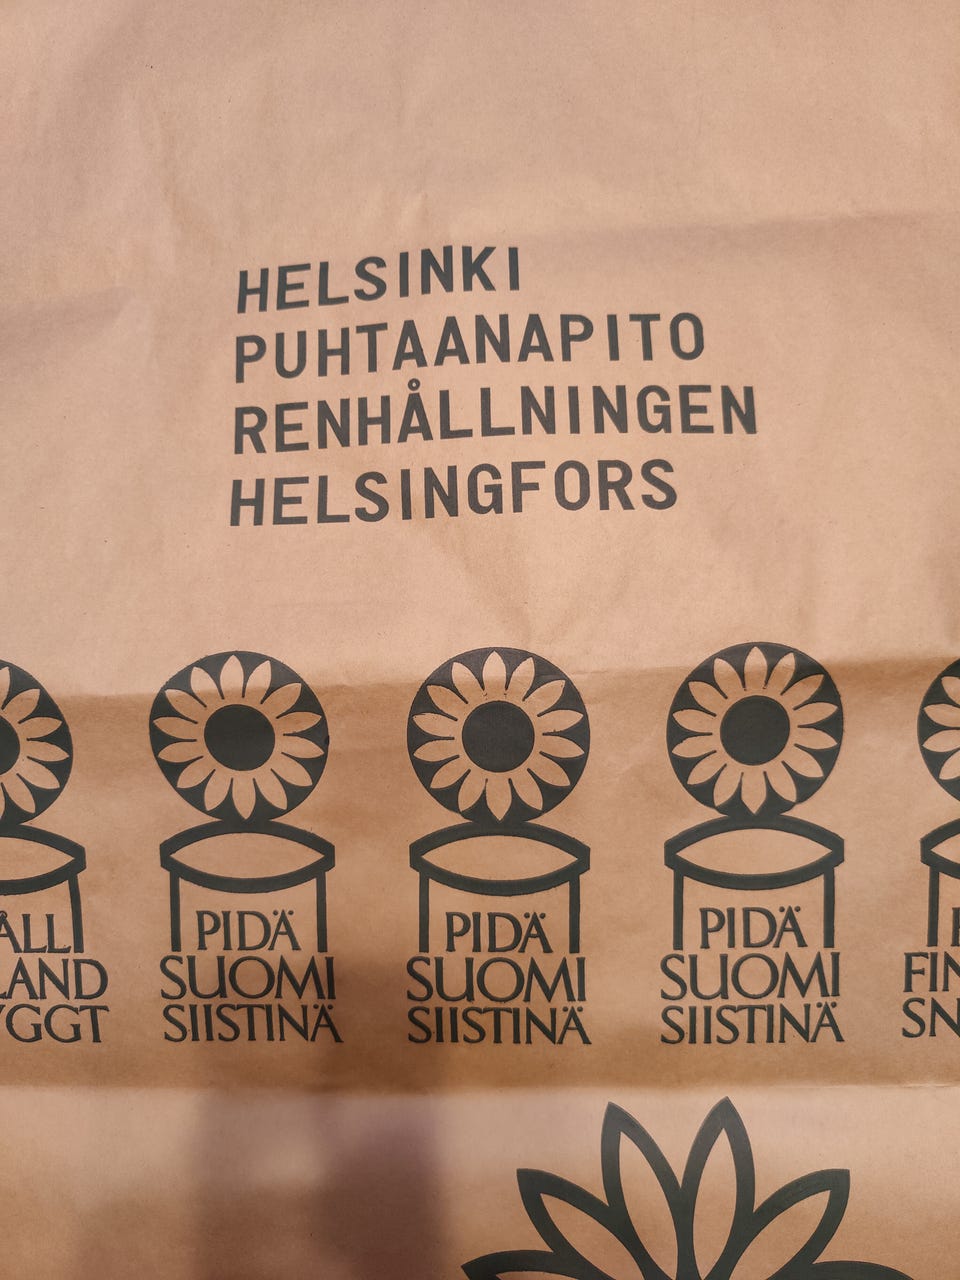 HELSINKI
PUHTAANAPITO
RENHÅLLNINGEN
HELSINGFORS
PIDÄ
SUOMI
SIISTINÄ
PIDÄ
SUOMI
SIISTINÄ
PIDÄ
SUOMI
SIISTINÄ